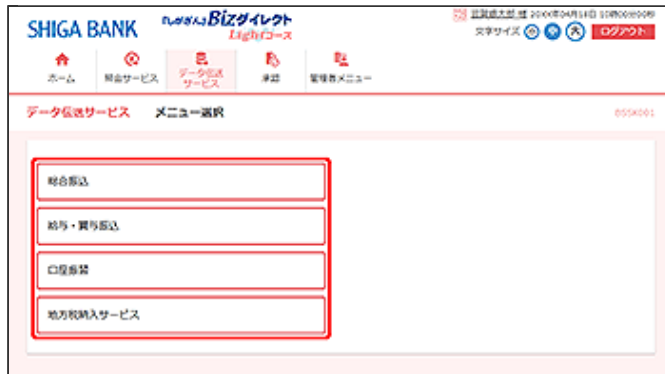 SHIGA BANK
しがぎんBizダイレクト
Lightコース
文字サイズ 小 中 大 ログアウト
ホーム
照会サービス
データ伝送
サービス
承認
管理者メニュー
データ伝送サービス メニュー選択
BSSK001
総合振込
給与・賞与振込
口座振替
地方税納入サービス